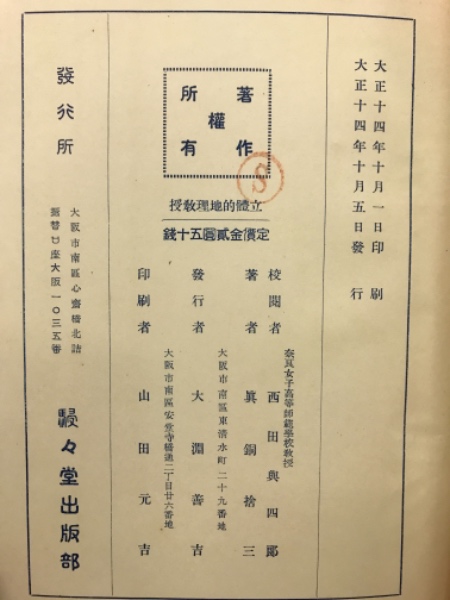 大正十四年十月一日印刷
大正十四年十月五日發行
著作權所有
立體的地理教授
定價金貳圓五十錢
奈良女子高等師範學校教授
校閲者 西田與四郎
著者 眞銅捨三
大阪市南區東清水町二十九番地
發行者 大淵善吉
大阪市南區安堂寺橋通二丁目廿六番地
印刷者 山田元吉
發行所
大阪市南區心齋橋北詰
振替口座大阪一〇三五番
駸々堂出版部